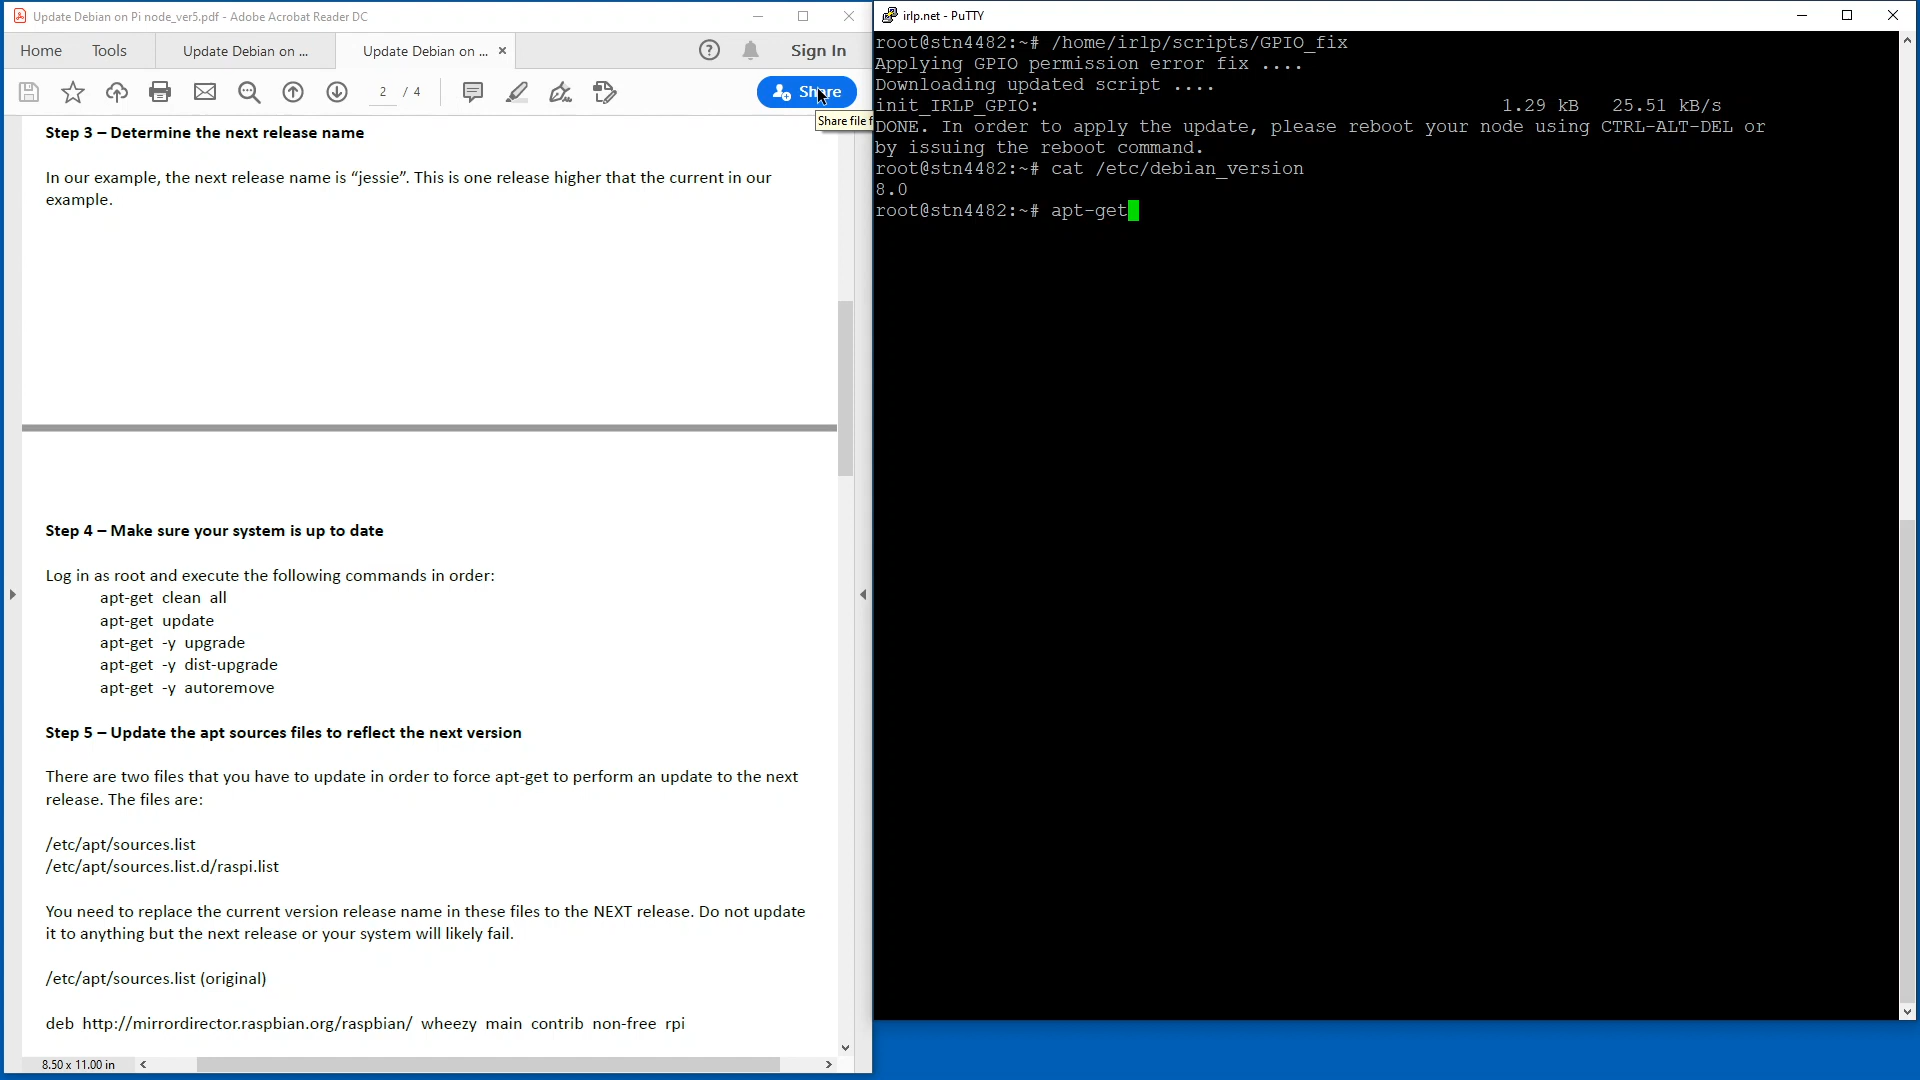 Update Debian on Pi node_ver5.pdf - Adobe Acrobat Reader DC
Home
Tools
Update Debian on ...
Update Debian on ...
Sign In
2 / 4
Share
Share file f
Step 3 – Determine the next release name
In our example, the next release name is “jessie”. This is one release higher that the current in our
example.
Step 4 – Make sure your system is up to date
Log in as root and execute the following commands in order:
apt-get clean all
apt-get update
apt-get -y upgrade
apt-get -y dist-upgrade
apt-get -y autoremove
Step 5 – Update the apt sources files to reflect the next version
There are two files that you have to update in order to force apt-get to perform an update to the next
release. The files are:
/etc/apt/sources.list
/etc/apt/sources.list.d/raspi.list
You need to replace the current version release name in these files to the NEXT release. Do not update
it to anything but the next release or your system will likely fail.
/etc/apt/sources.list (original)
deb http://mirrordirector.raspbian.org/raspbian/ wheezy main contrib non-free rpi
8.50 x 11.00 in
irlp.net - PuTTY
root@stn4482:~# /home/irlp/scripts/GPIO_fix
Applying GPIO permission error fix ....
Downloading updated script ....
init_IRLP_GPIO: 1.29 kB 25.51 kB/s
DONE. In order to apply the update, please reboot your node using CTRL-ALT-DEL or
by issuing the reboot command.
root@stn4482:~# cat /etc/debian_version
8.0
root@stn4482:~# apt-get